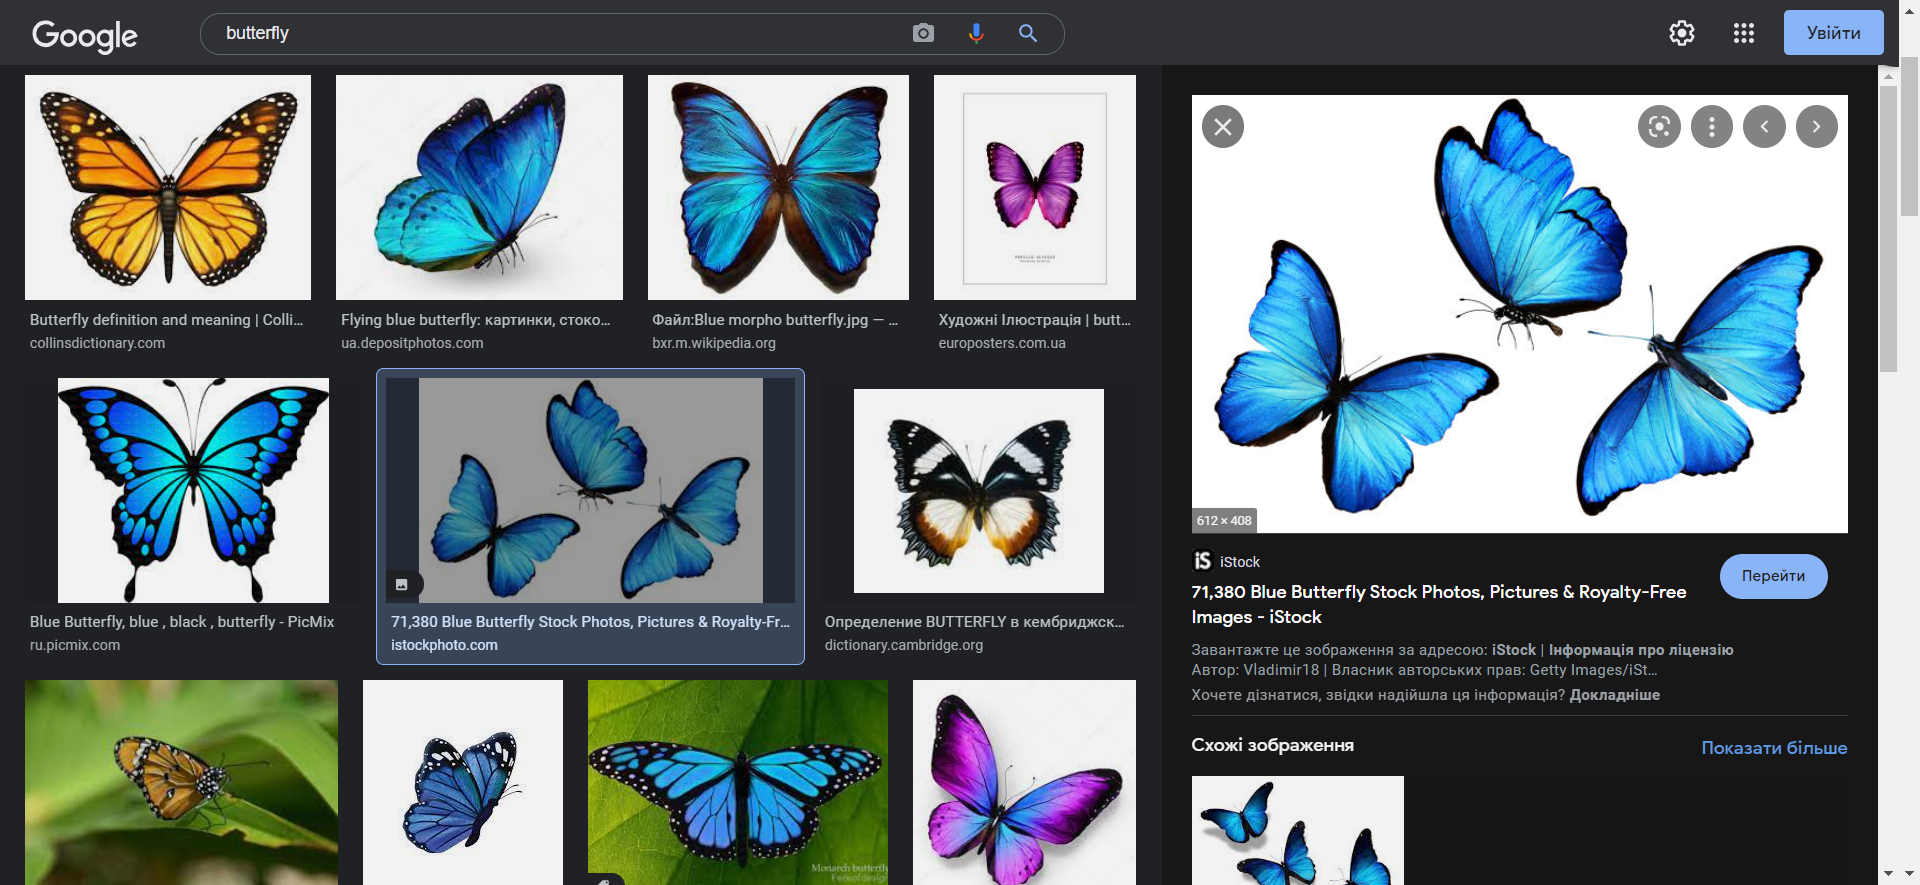 Google
butterfly
Увійти
Butterfly definition and meaning | Colli...
collinsdictionary.com
Flying blue butterfly: картинки, стоко...
ua.depositphotos.com
Файл:Blue morpho butterfly.jpg — ...
bxr.m.wikipedia.org
Художні Ілюстрація | butt...
europosters.com.ua
Blue Butterfly, blue , black , butterfly - PicMix
ru.picmix.com
71,380 Blue Butterfly Stock Photos, Pictures & Royalty-Fr...
istockphoto.com
Определение BUTTERFLY в кембриджск...
dictionary.cambridge.org
Monarch butterfly
612 × 408
iS iStock
71,380 Blue Butterfly Stock Photos, Pictures & Royalty-Free
Images - iStock
Перейти
Завантажте це зображення за адресою: iStock | Інформація про ліцензію
Автор: Vladimir18 | Власник авторських прав: Getty Images/iSt...
Хочете дізнатися, звідки надійшла ця інформація? Докладніше
Схожі зображення
Показати більше